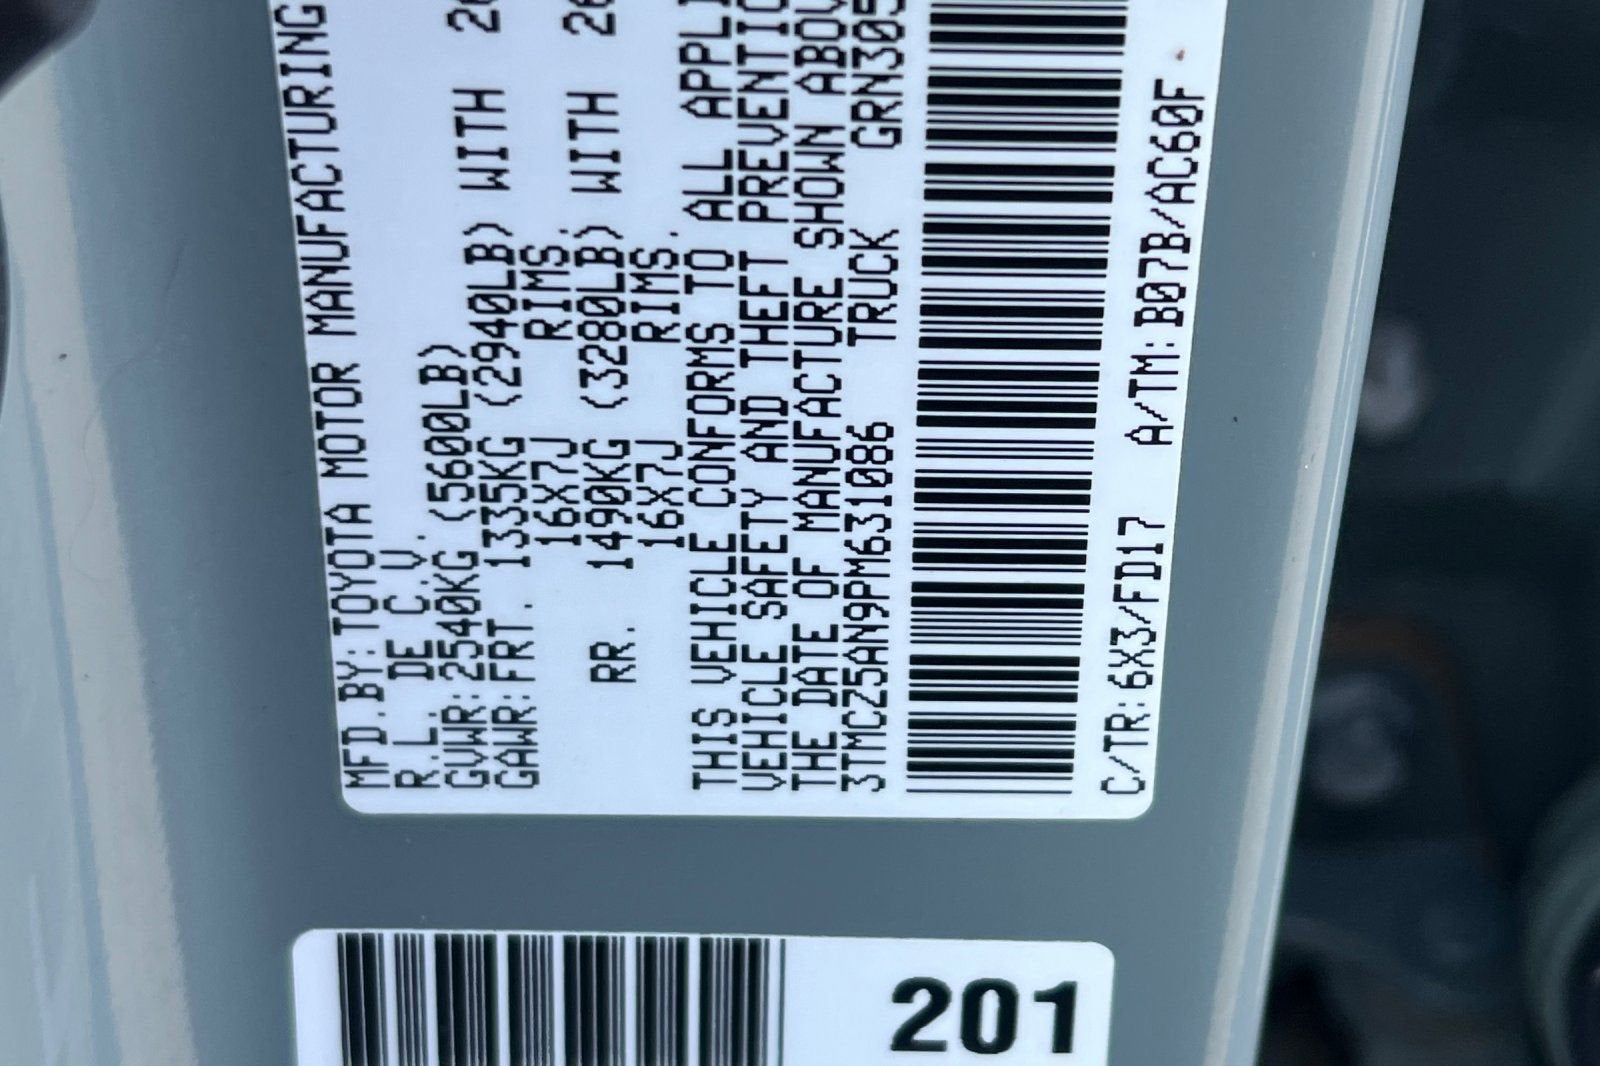 MFD.BY:TOYOTA MOTOR MANUFACTURING
R.L. DE C.V.
GVWR:2540KG (5600LB)
GAWR:FRT. 1335KG (2940LB) WITH
16X7J RIMS,
RR. 1490KG (3280LB) WITH
16X7J RIMS,
THIS VEHICLE CONFORMS TO ALL
VEHICLE SAFETY AND THEFT
THE DATE OF MANUFACTURE SHOWN
3TMCZ5AN9PM631086 TRUCK GRN305
C/TR:6X3/FD17 A/TM:B07B/AC60F
201